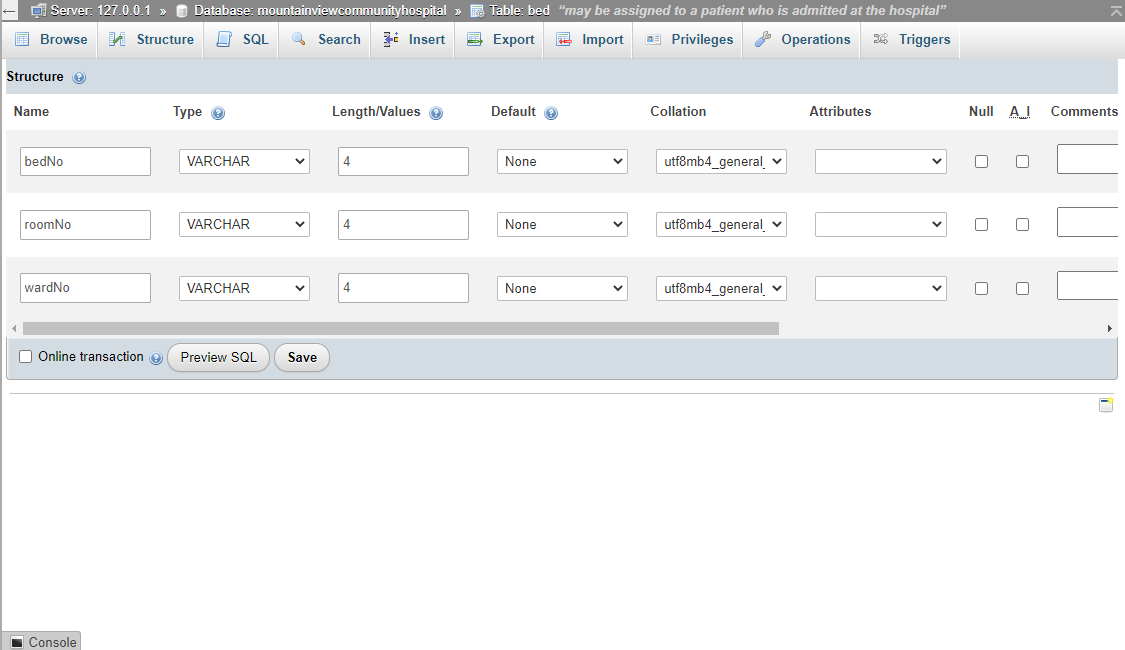 Server: 127.0.0.1 » Database: mountainviewcommunityhospital » Table: bed "may be assigned to a patient who is admitted at the hospital"
Browse Structure SQL Search Insert Export Import Privileges Operations Triggers
Structure
Name Type Length/Values Default Collation Attributes Null A_I Comments
bedNo VARCHAR 4 None utf8mb4_general_
roomNo VARCHAR 4 None utf8mb4_general_
wardNo VARCHAR 4 None utf8mb4_general_
Online transaction Preview SQL Save
Console